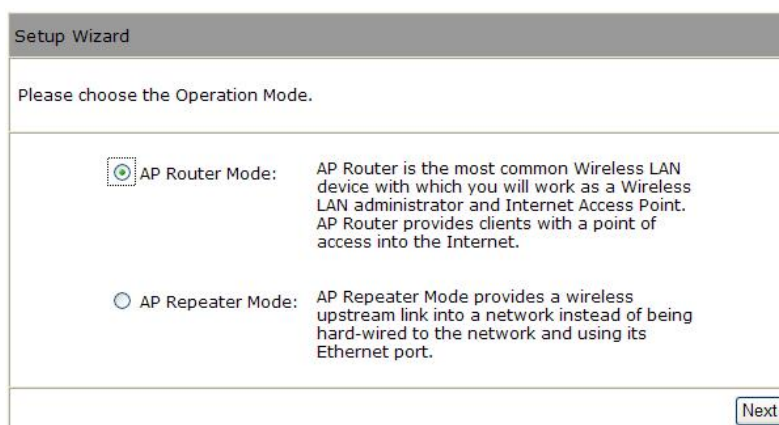 Setup Wizard
Please choose the Operation Mode.
AP Router Mode:
AP Router is the most common Wireless LAN
device with which you will work as a Wireless
LAN administrator and Internet Access Point.
AP Router provides clients with a point of
access into the Internet.
AP Repeater Mode:
AP Repeater Mode provides a wireless
upstream link into a network instead of being
hard-wired to the network and using its
Ethernet port.
Next